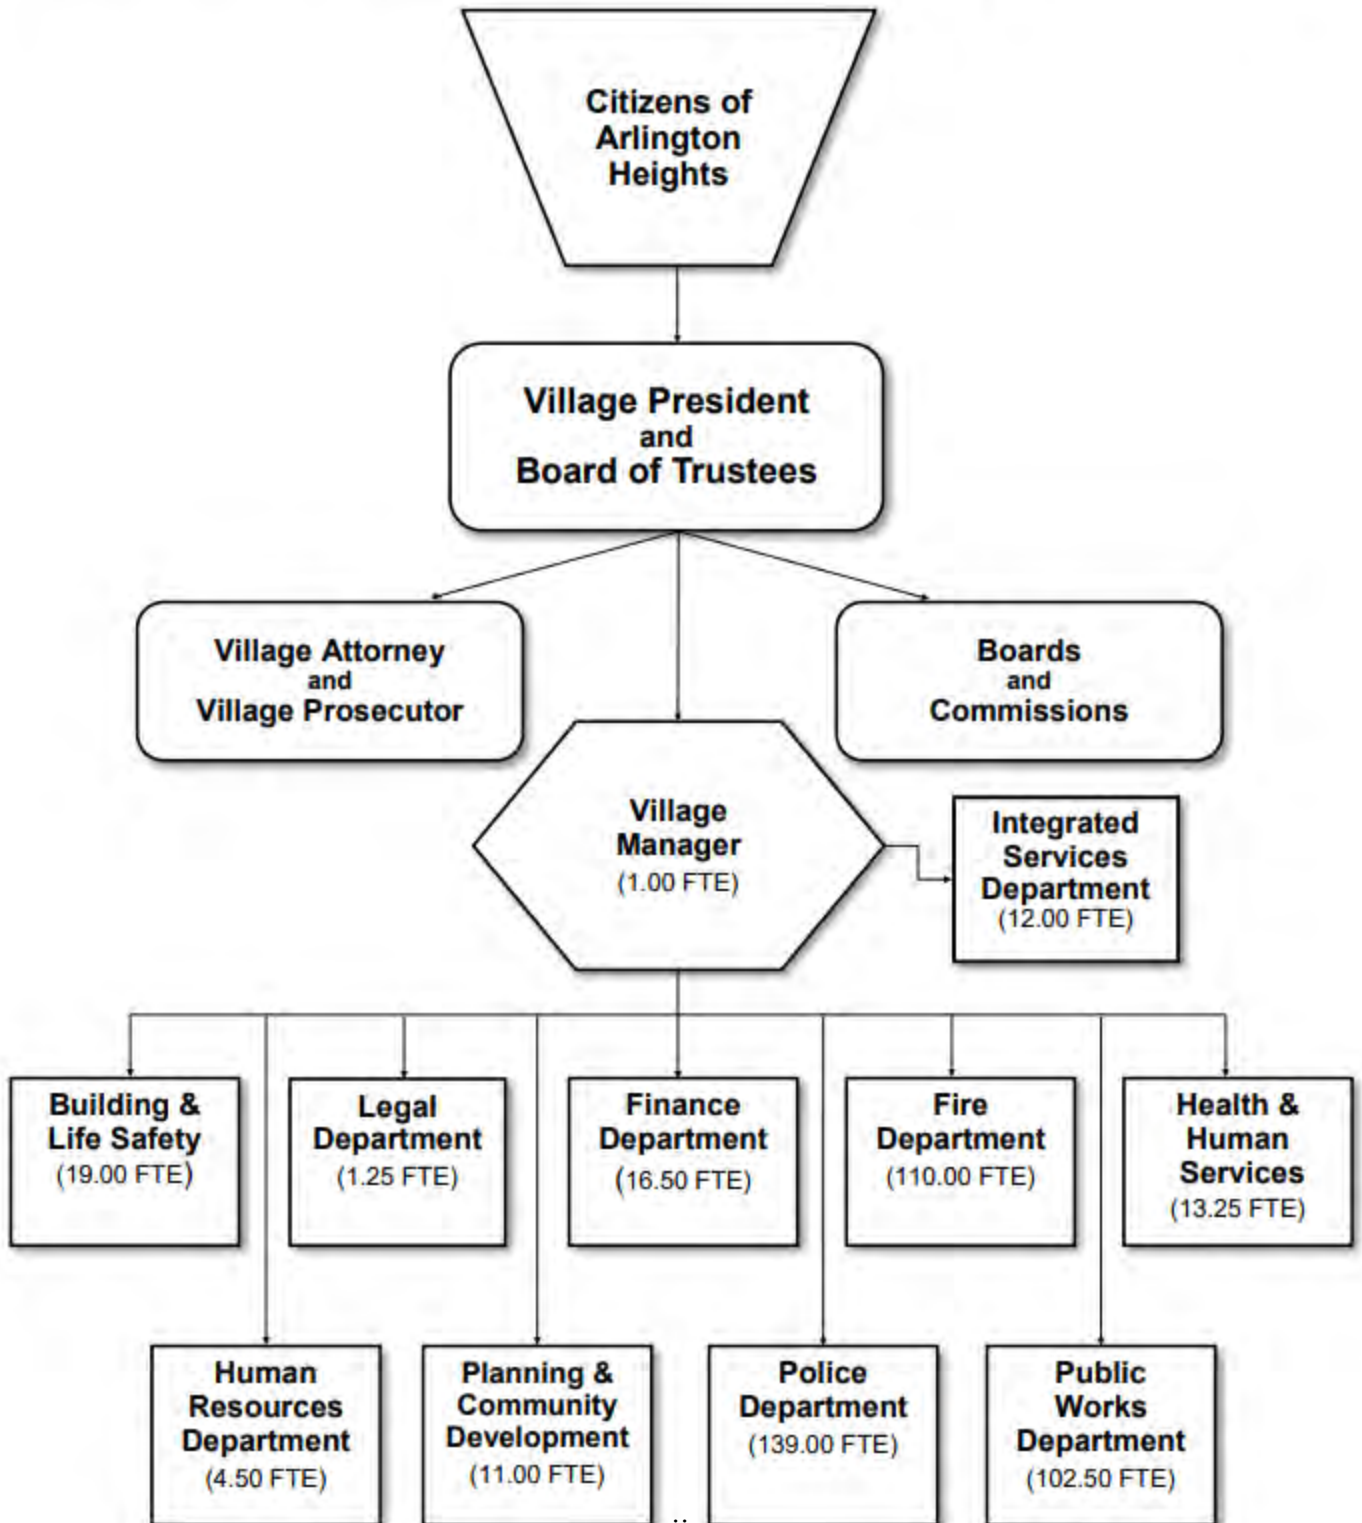 Citizens of
Arlington
Heights
Village President
and
Board of Trustees
Village Attorney
and
Village Prosecutor
Boards
and
Commissions
Village
Manager
(1.00 FTE)
Integrated
Services
Department
(12.00 FTE)
Building &
Life Safety
(19.00 FTE)
Legal
Department
(1.25 FTE)
Finance
Department
(16.50 FTE)
Fire
Department
(110.00 FTE)
Health &
Human
Services
(13.25 FTE)
Human
Resources
Department
(4.50 FTE)
Planning &
Community
Development
(11.00 FTE)
Police
Department
(139.00 FTE)
Public
Works
Department
(102.50 FTE)